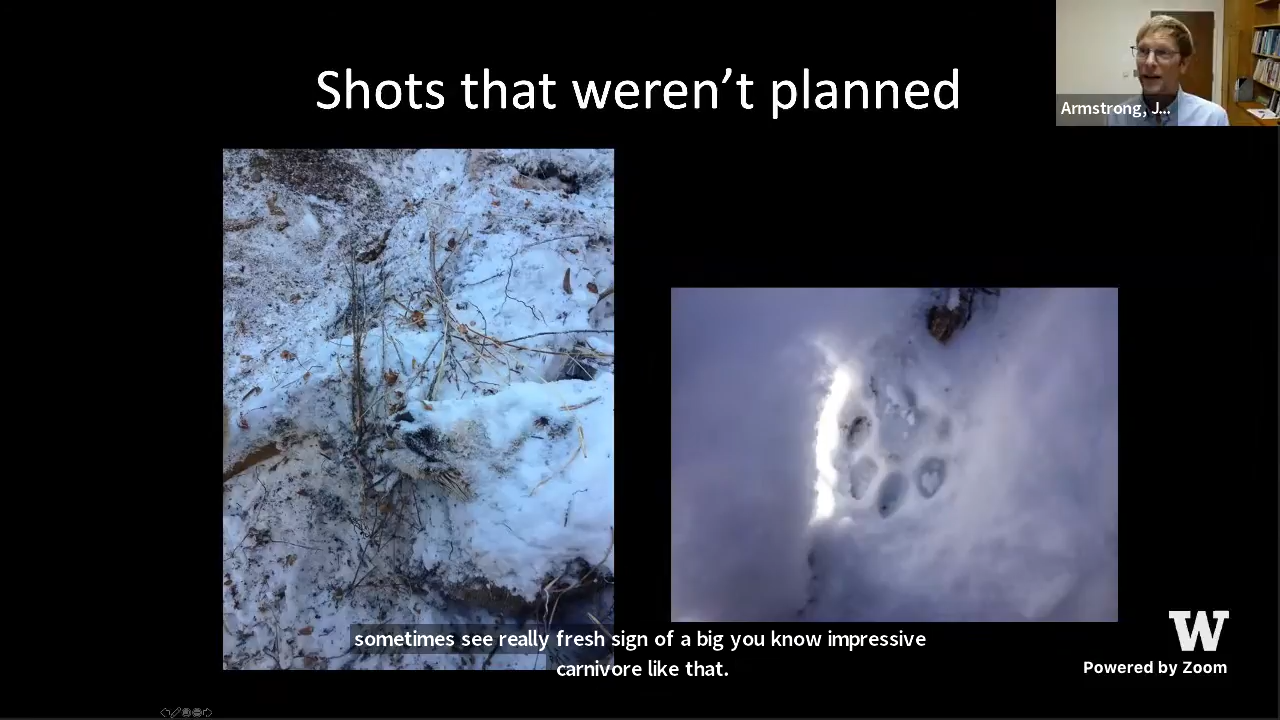 Shots that weren’t planned
Armstrong, J...
sometimes see really fresh sign of a big you know impressive
carnivore like that.
W
Powered by Zoom